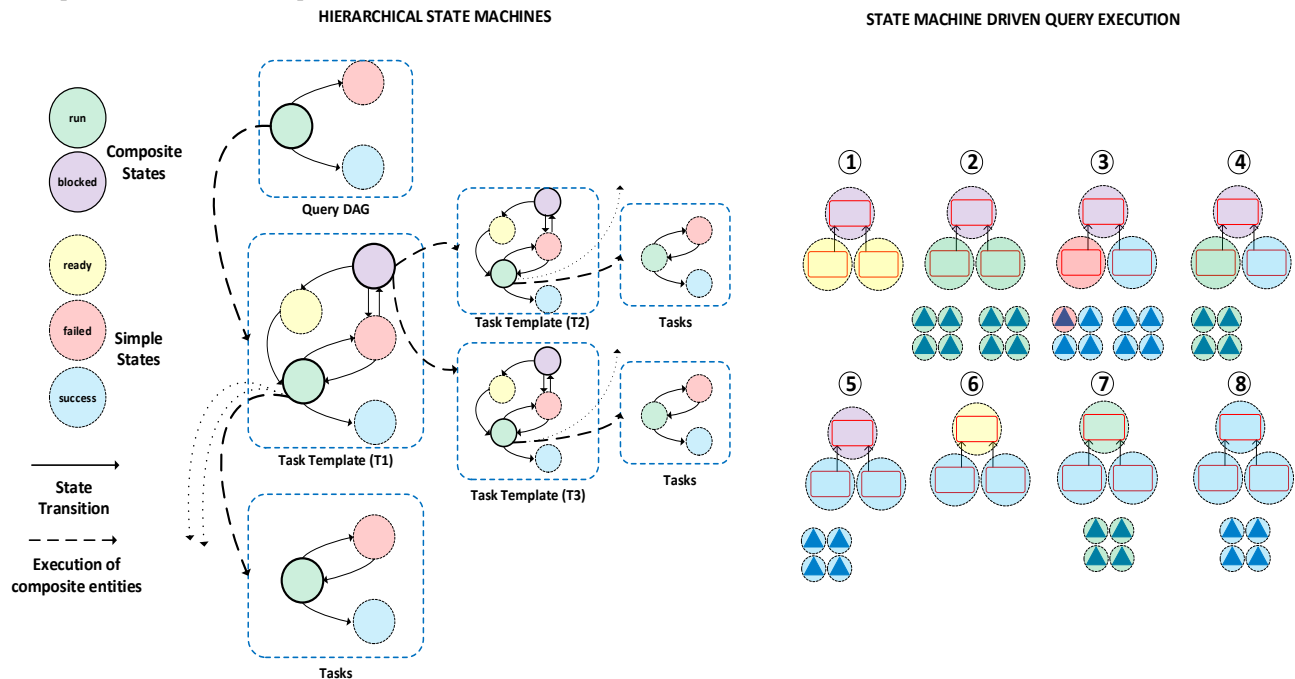 HIERARCHICAL STATE MACHINES
STATE MACHINE DRIVEN QUERY EXECUTION
run
Composite
States
blocked
ready
failed
Simple
States
success
State
Transition
Execution of
composite entities
Query DAG
Task Template (T1)
Tasks
Task Template (T2)
Tasks
Task Template (T3)
Tasks
1
2
3
4
5
6
7
8